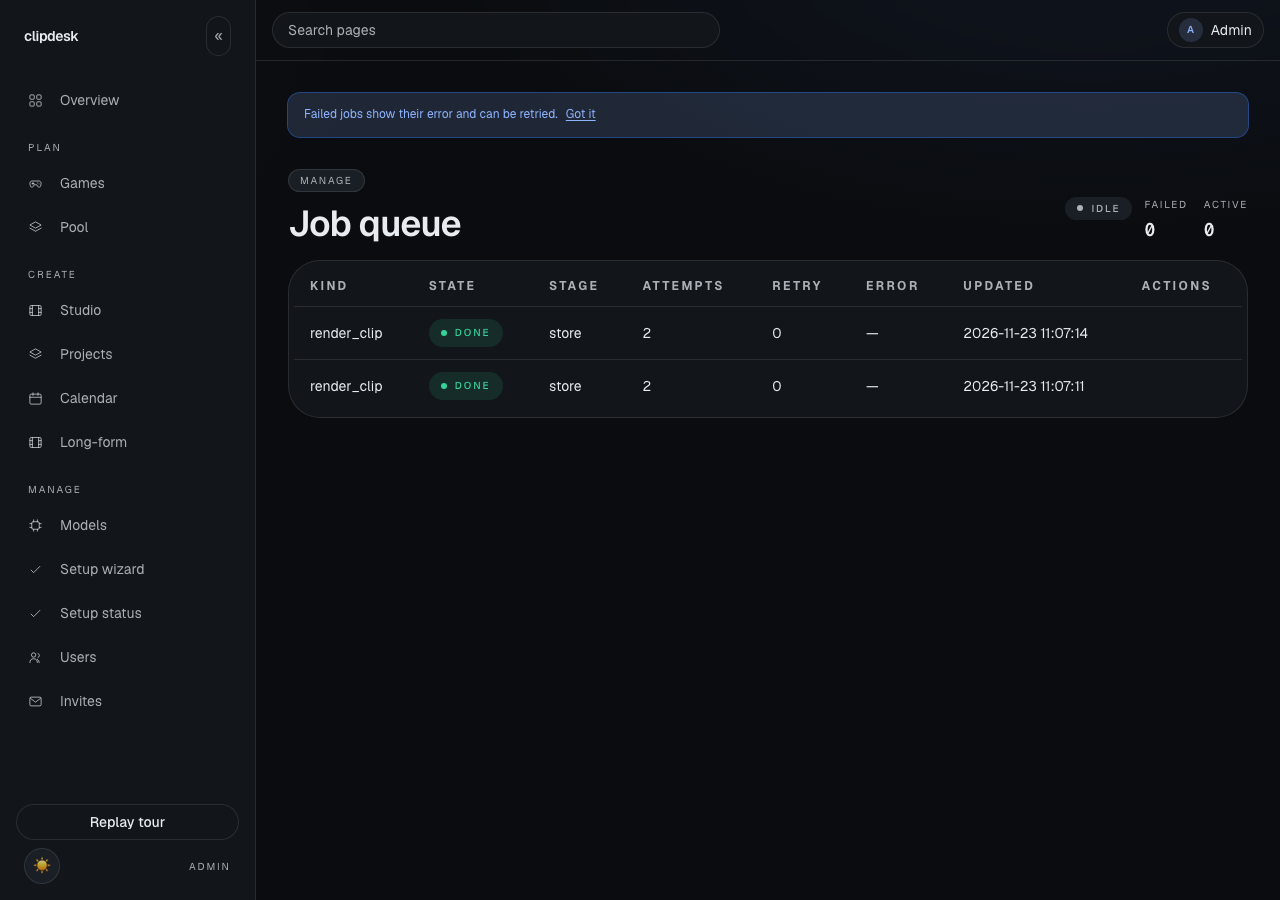 clipdesk
«
Search pages
A Admin
Overview
PLAN
Games
Pool
CREATE
Studio
Projects
Calendar
Long-form
MANAGE
Models
Setup wizard
Setup status
Users
Invites
Replay tour
ADMIN
Failed jobs show their error and can be retried. Got it
MANAGE
Job queue
IDLE
FAILED
0
ACTIVE
0
KIND STATE STAGE ATTEMPTS RETRY ERROR UPDATED ACTIONS
render_clip DONE store 2 0 — 2026-11-23 11:07:14
render_clip DONE store 2 0 — 2026-11-23 11:07:11